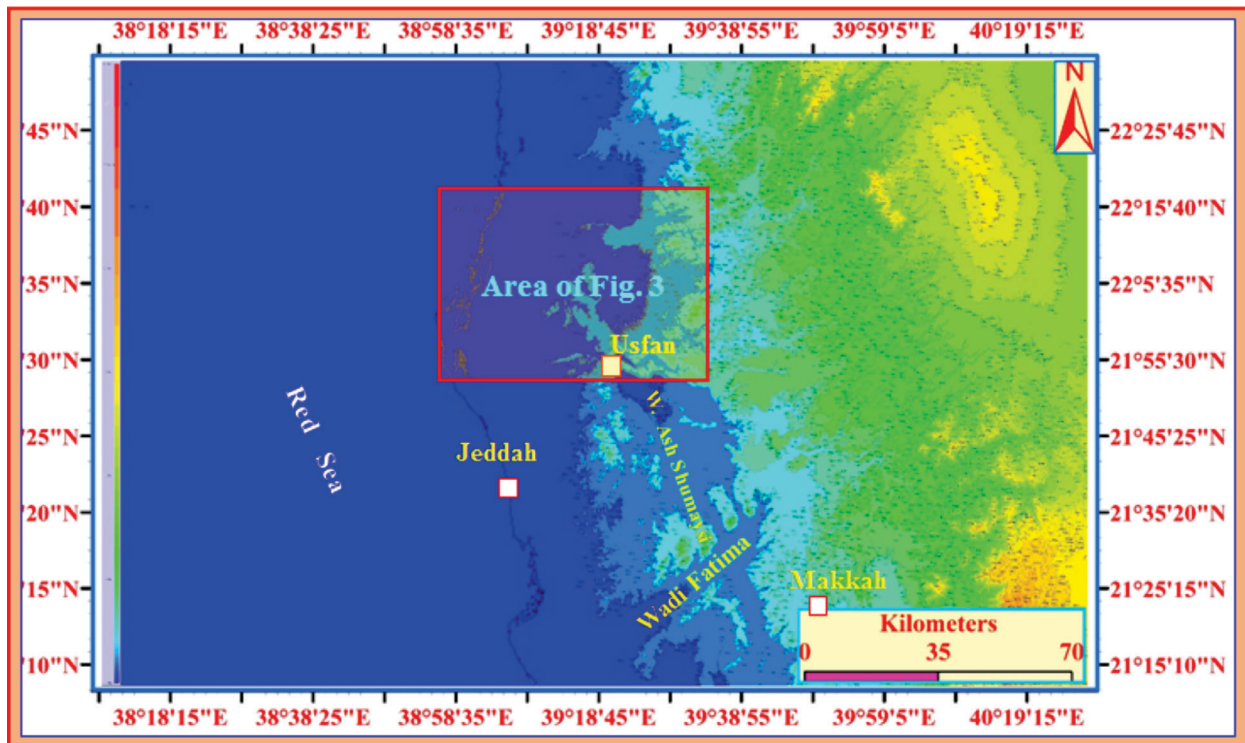 38°18'15"E 38°38'25"E 38°58'35"E 39°18'45"E 39°38'55"E 39°59'5"E 40°19'15"E
N
'45"N 22°25'45"N
'40"N 22°15'40"N
'35"N Area of Fig. 3 22°5'35"N
Usfan
'30"N 21°55'30"N
Red Sea
W. Ash Shumaysi
'25"N 21°45'25"N
Jeddah
'20"N 21°35'20"N
Wadi Fatima
Makkah
'15"N 21°25'15"N
Kilometers
0 35 70
'10"N 21°15'10"N
38°18'15"E 38°38'25"E 38°58'35"E 39°18'45"E 39°38'55"E 39°59'5"E 40°19'15"E